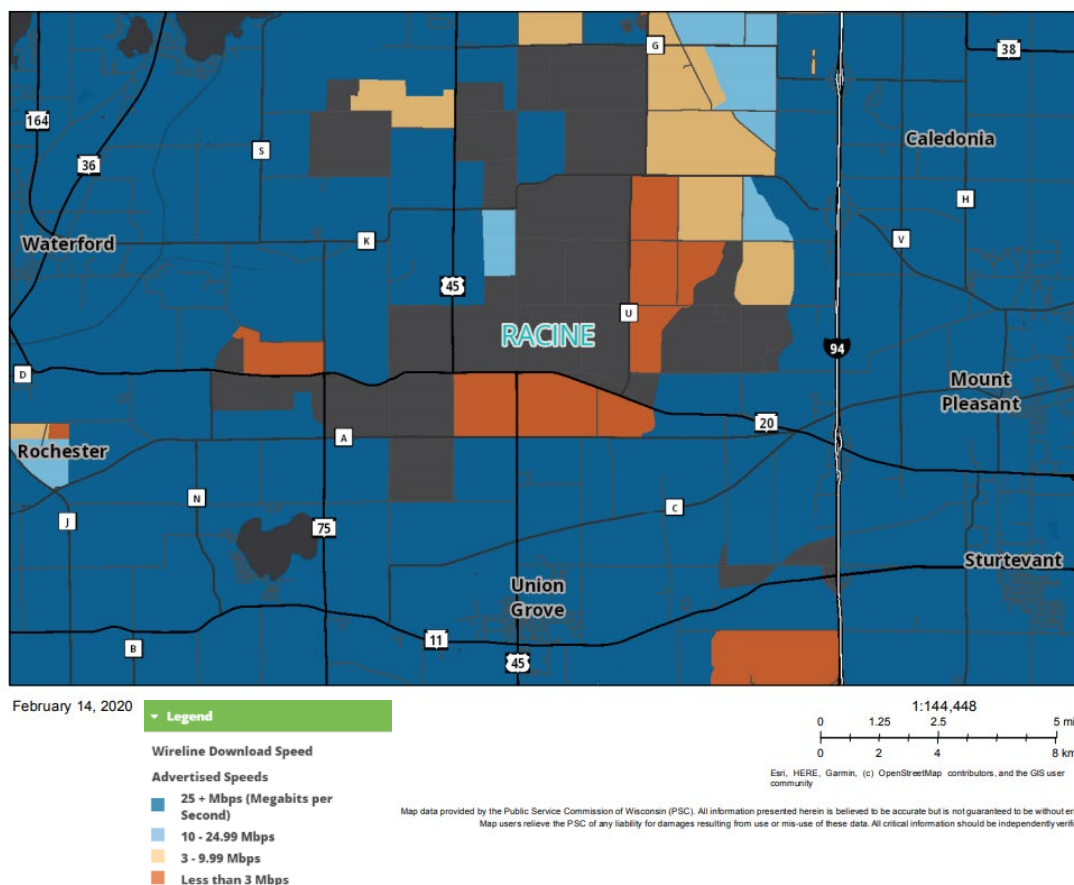 G
38
164
S
36
Caledonia
H
Waterford
K
V
45
RACINE
U
94
D
Mount
Pleasant
20
A
Rochester
N
J
C
75
Sturtevant
Union
Grove
11
B
45
February 14, 2020
Legend
Wireline Download Speed
Advertised Speeds
25 + Mbps (Megabits per
Second)
10 - 24.99 Mbps
3 - 9.99 Mbps
Less than 3 Mbps
1:144,448
0 1.25 2.5 5 mi
0 2 4 8 km
Esri, HERE, Garmin, (c) OpenStreetMap contributors, and the GIS user
community
Map data provided by the Public Service Commission of Wisconsin (PSC). All information presented herein is believed to be accurate but is not guaranteed to be without er
Map users relieve the PSC of any liability for damages resulting from use or mis-use of these data. All critical information should be independently verifi